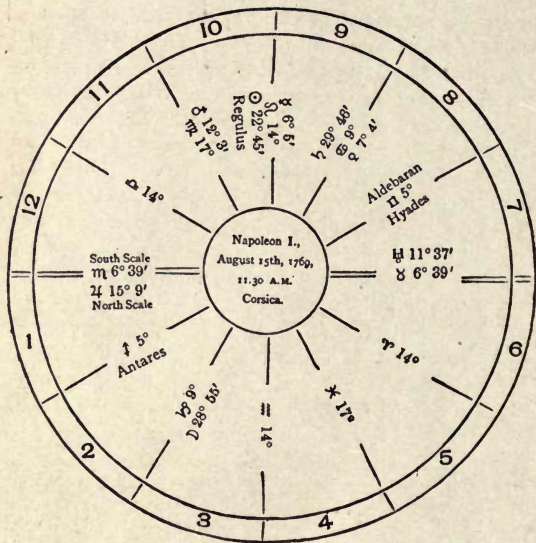 10
9
11
8
☿ 6° 5'
♌ 14°
☉ 22° 45'
Regulus
♄ 29° 46'
♋ 9°
♀ 7° 4'
♂ 12° 3'
♍ 17°
Aldebaran
♊ 5°
Hyades
♎ 14°
12
7
Napoleon I.,
August 15th, 1769,
11.30 A.M.
Corsica.
South Scale
♏ 6° 39'
♃ 15° 9'
North Scale
♅ 11° 37'
♉ 6° 39'
1
6
♐ 5°
Antares
♈ 14°
♑ 9°
☽ 28° 55'
♒ 14°
♓ 17°
2
5
3
4